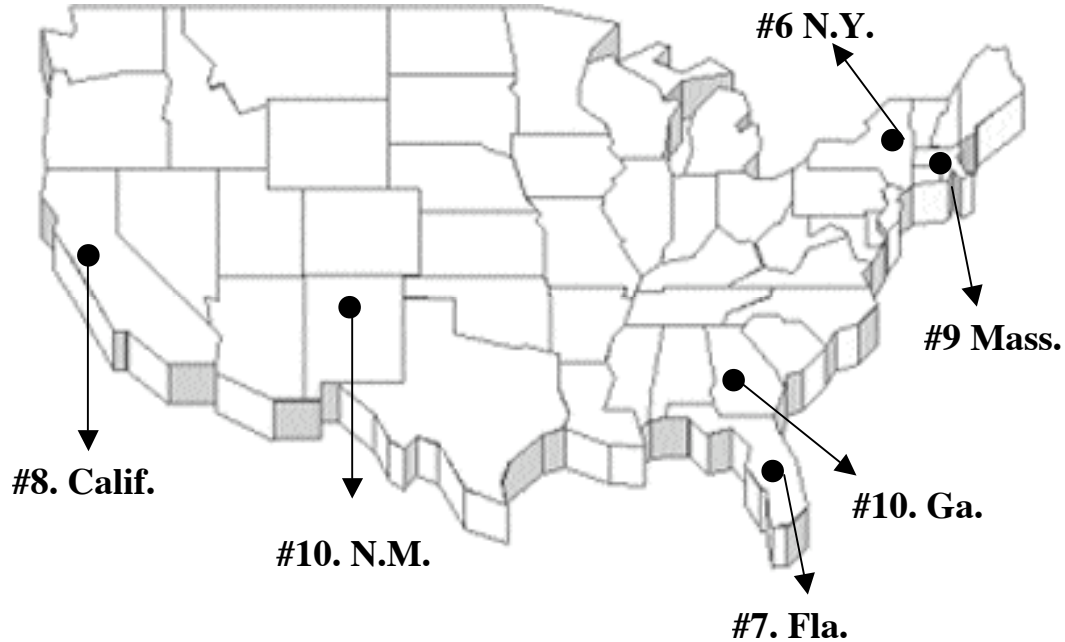 #6 N.Y.
#9 Mass.
#8. Calif.
#10. Ga.
#10. N.M.
#7. Fla.